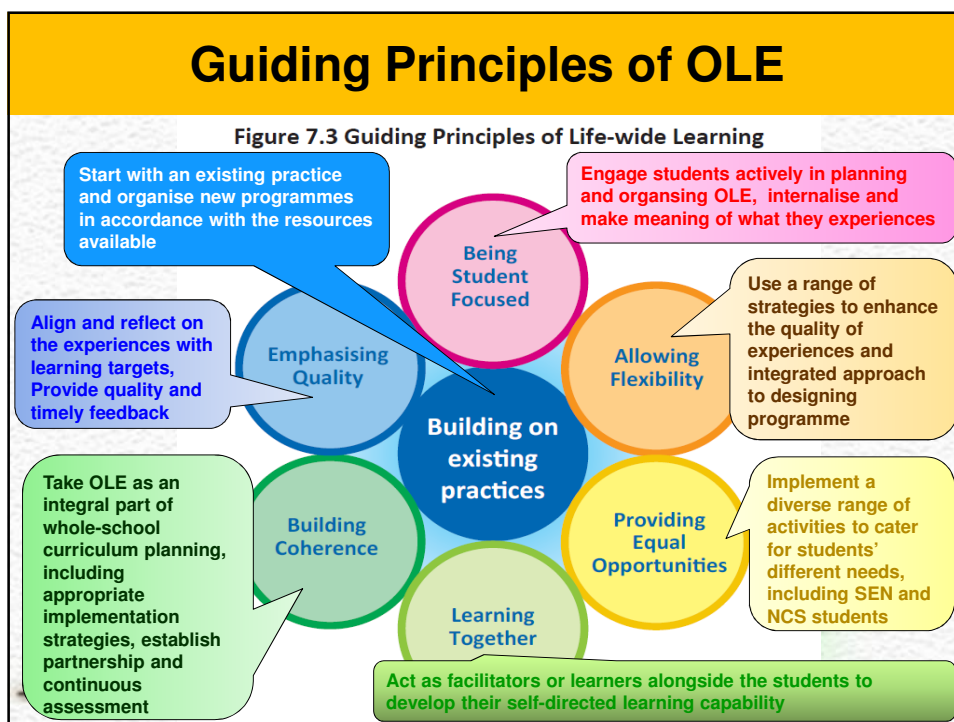 Guiding Principles of OLE
Figure 7.3 Guiding Principles of Life-wide Learning
Start with an existing practice
and organise new programmes
in accordance with the resources
available
Engage students actively in planning
and organsing OLE, internalise and
make meaning of what they experiences
Being
Student
Focused
Align and reflect on
the experiences with
learning targets,
Provide quality and
timely feedback
Emphasising
Quality
Allowing
Flexibility
Use a range of
strategies to enhance
the quality of
experiences and
integrated approach
to designing
programme
Building on
existing
practices
Take OLE as an
integral part of
whole-school
curriculum planning,
including
appropriate
implementation
strategies, establish
partnership and
continuous
assessment
Building
Coherence
Providing
Equal
Opportunities
Implement a
diverse range of
activities to cater
for students’
different needs,
including SEN and
NCS students
Learning
Together
Act as facilitators or learners alongside the students to
develop their self-directed learning capability